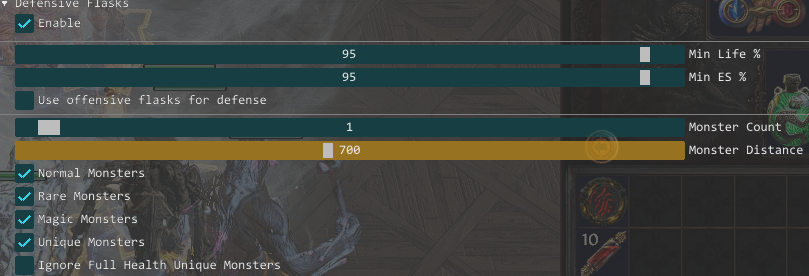 Defensive Flasks
Enable
95 Min Life %
95 Min ES %
Use offensive flasks for defense
1 Monster Count
700 Monster Distance
Normal Monsters
Rare Monsters
Magic Monsters
Unique Monsters
10
Ignore Full Health Unique Monsters